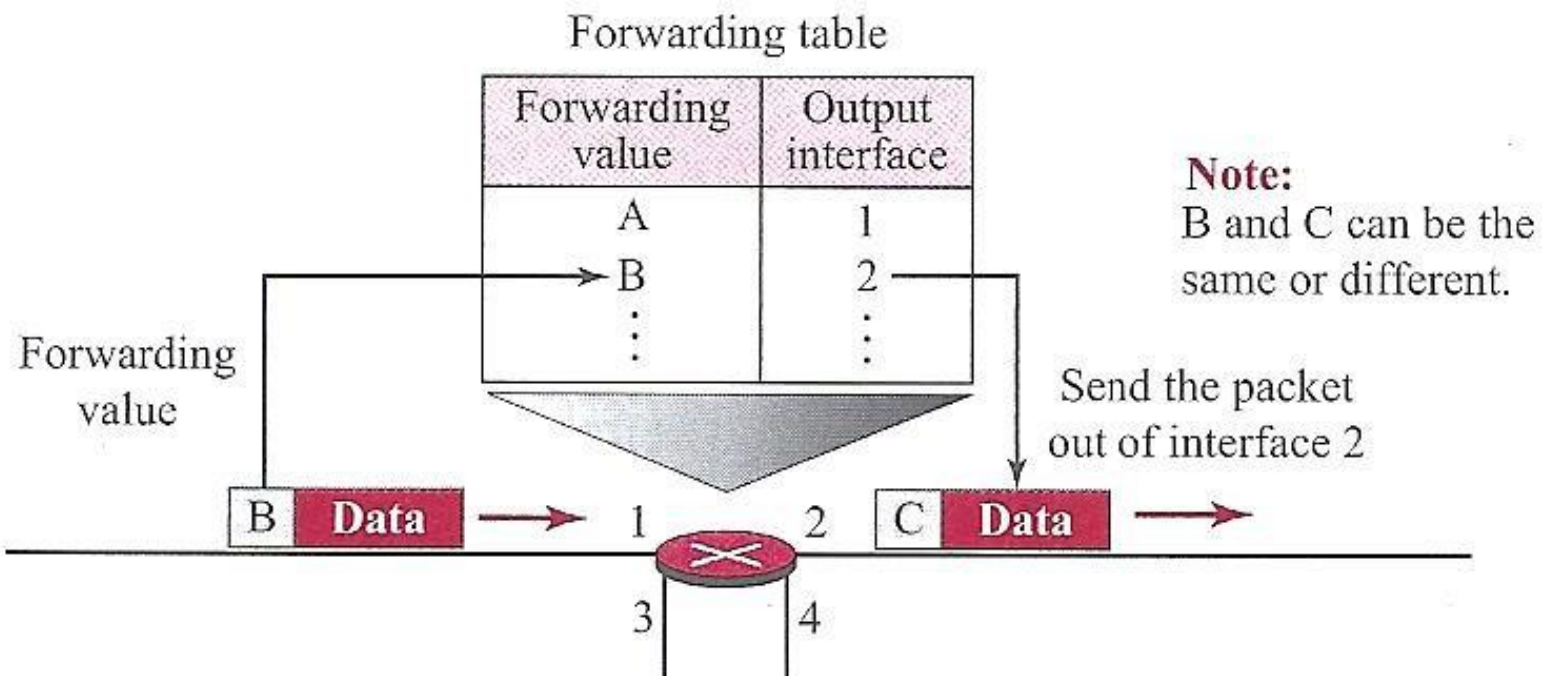 Forwarding table
Forwarding value
Output interface
A
1
B
2
Note:
B and C can be the
same or different.
Forwarding
value
Send the packet
out of interface 2
B
Data
1
2
C
Data
3
4